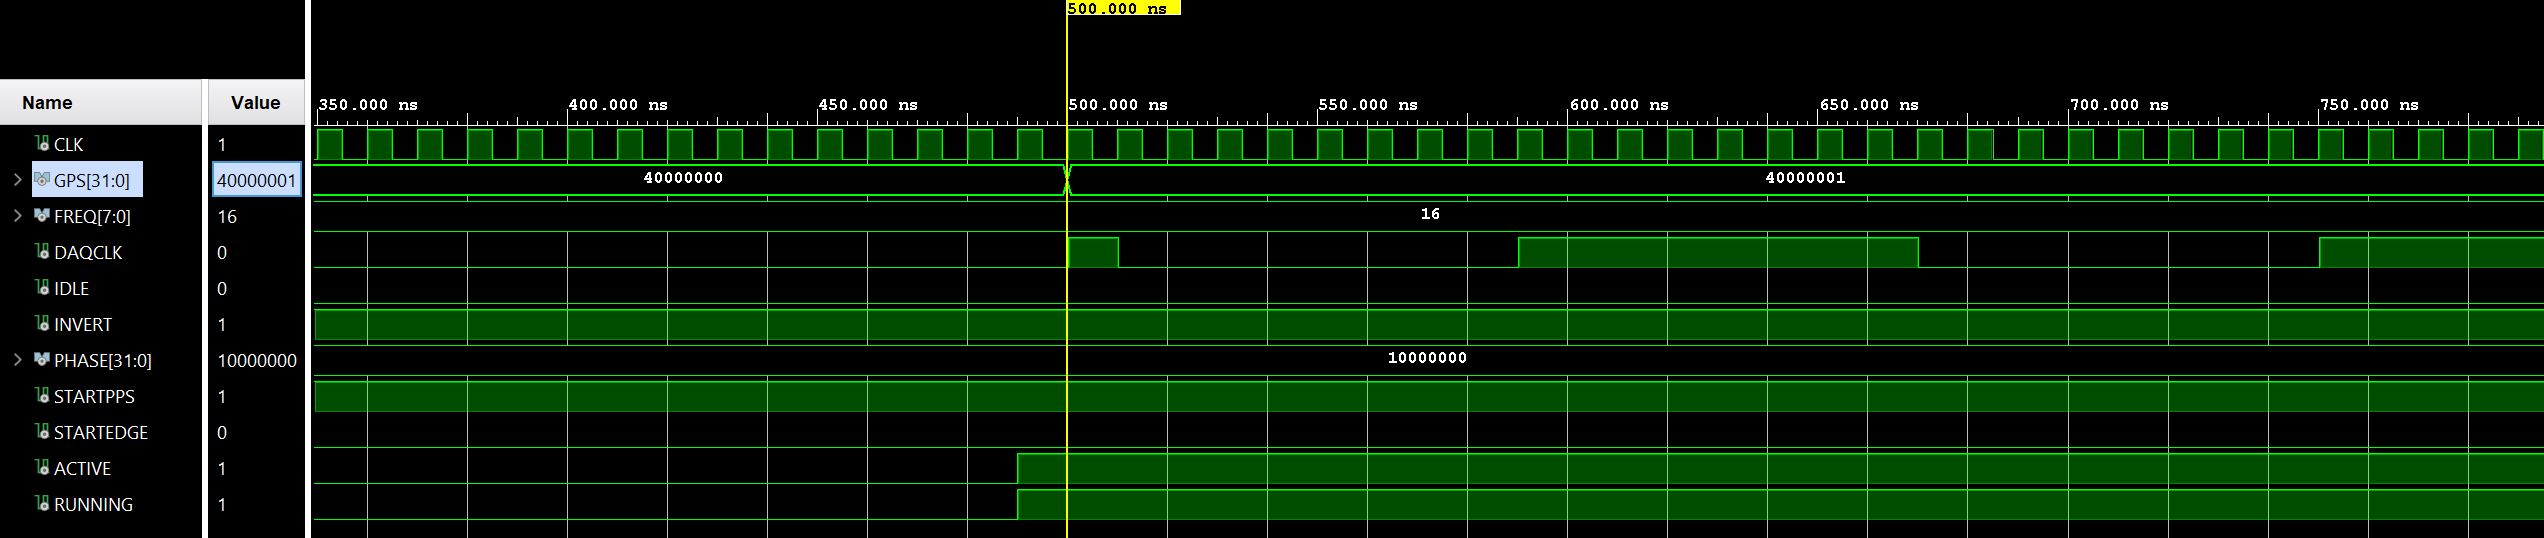 500.000 ns
Name Value
350.000 ns 400.000 ns 450.000 ns 500.000 ns 550.000 ns 600.000 ns 650.000 ns 700.000 ns 750.000 ns
CLK 1
GPS[31:0] 40000001 40000000 40000001
FREQ[7:0] 16 16
DAQCLK 0
IDLE 0
INVERT 1
PHASE[31:0] 10000000 10000000
STARTPPS 1
STARTEDGE 0
ACTIVE 1
RUNNING 1